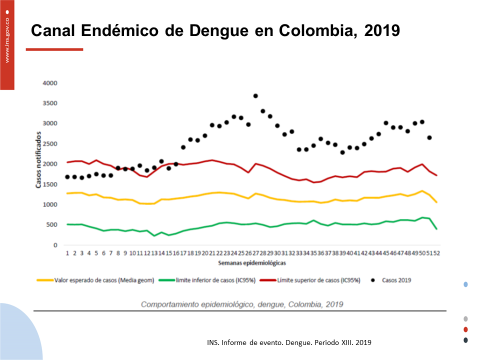 www.ins.gov.co
Canal Endémico de Dengue en Colombia, 2019
Casos notificados
4000
3500
3000
2500
2000
1500
1000
500
0
1 2 3 4 5 6 7 8 9 10 11 12 13 14 15 16 17 18 19 20 21 22 23 24 25 26 27 28 29 30 31 32 33 34 35 36 37 38 39 40 41 42 43 44 45 46 47 48 49 50 51 52
Semanas epidemiológicas
Valor esperado de casos (Media geom) limite inferior de casos (IC95%) Límite superior de casos (IC95%) Casos 2019
Comportamiento epidemiológico, dengue, Colombia, 2019
INS. Informe de evento. Dengue. Periodo XIII. 2019